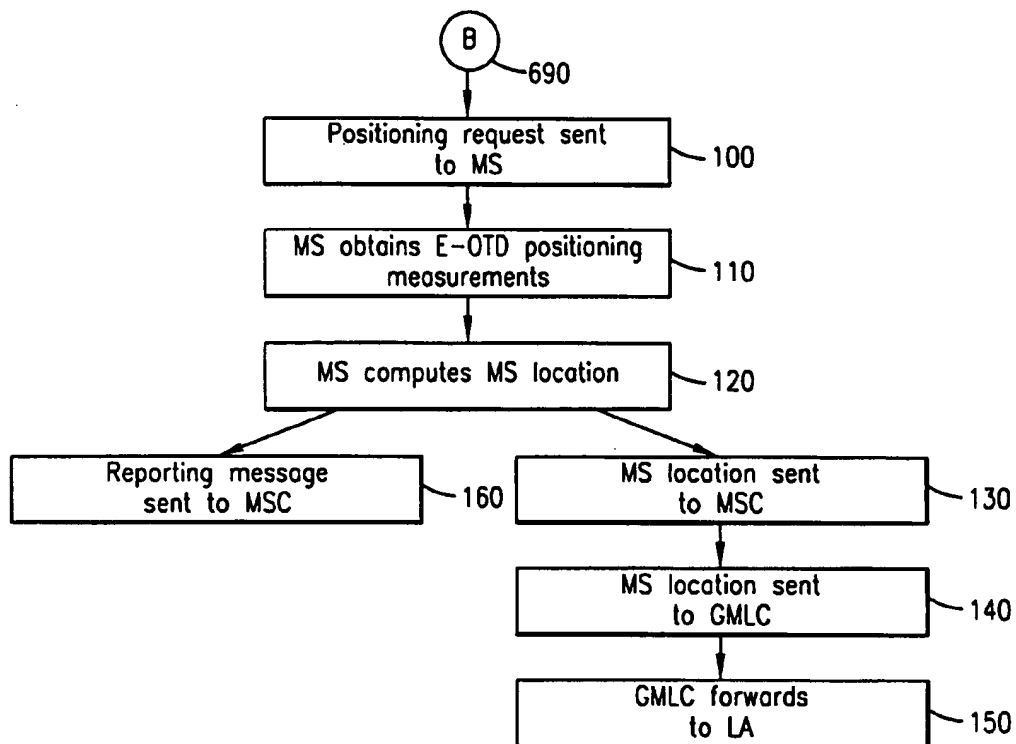 B
690
Positioning request sent
to MS
100
MS obtains E-OTD positioning
measurements
110
MS computes MS location
120
Reporting message
sent to MSC
160
MS location sent
to MSC
130
MS location sent
to GMLC
140
GMLC forwards
to LA
150